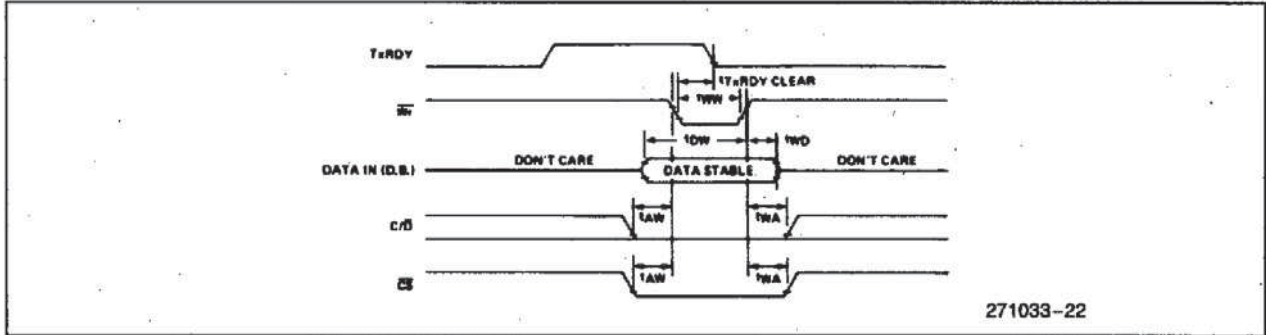 TxRDY
tTxRDY CLEAR
WR
tWW
tDW
tWD
DATA IN (D.B.)
DON'T CARE
DATA STABLE
DON'T CARE
C/D
tAW
tWA
CS
tAW
tWA
271033-22